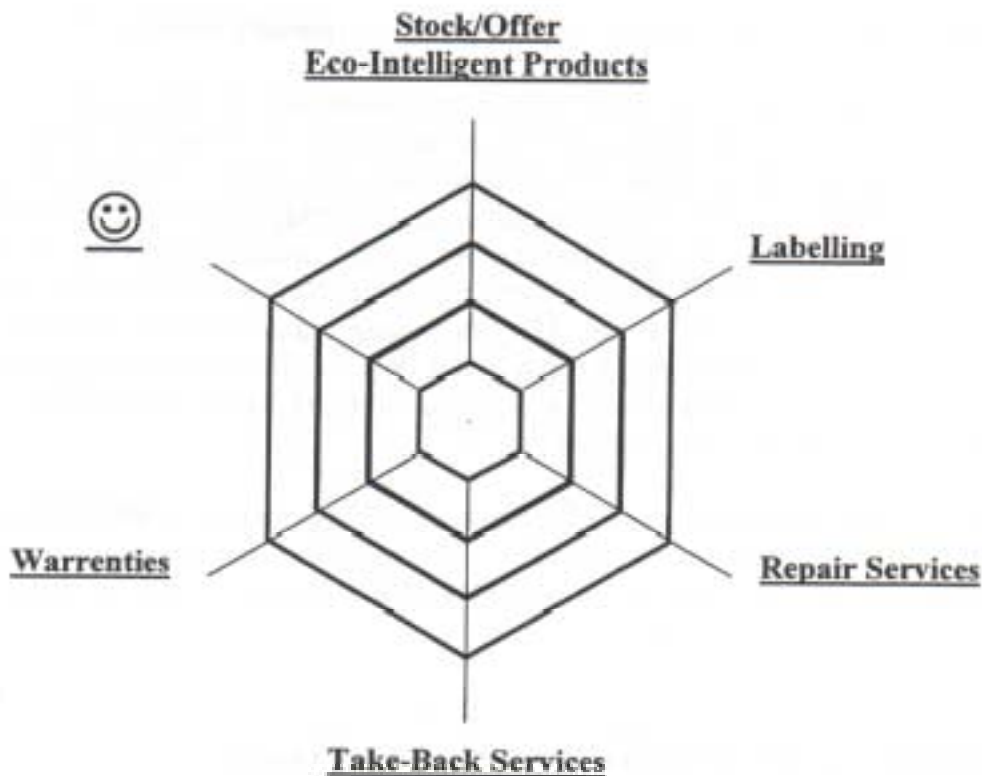 Stock/Offer
Eco-Intelligent Products
Labelling
Warrenties
Repair Services
Take-Back Services